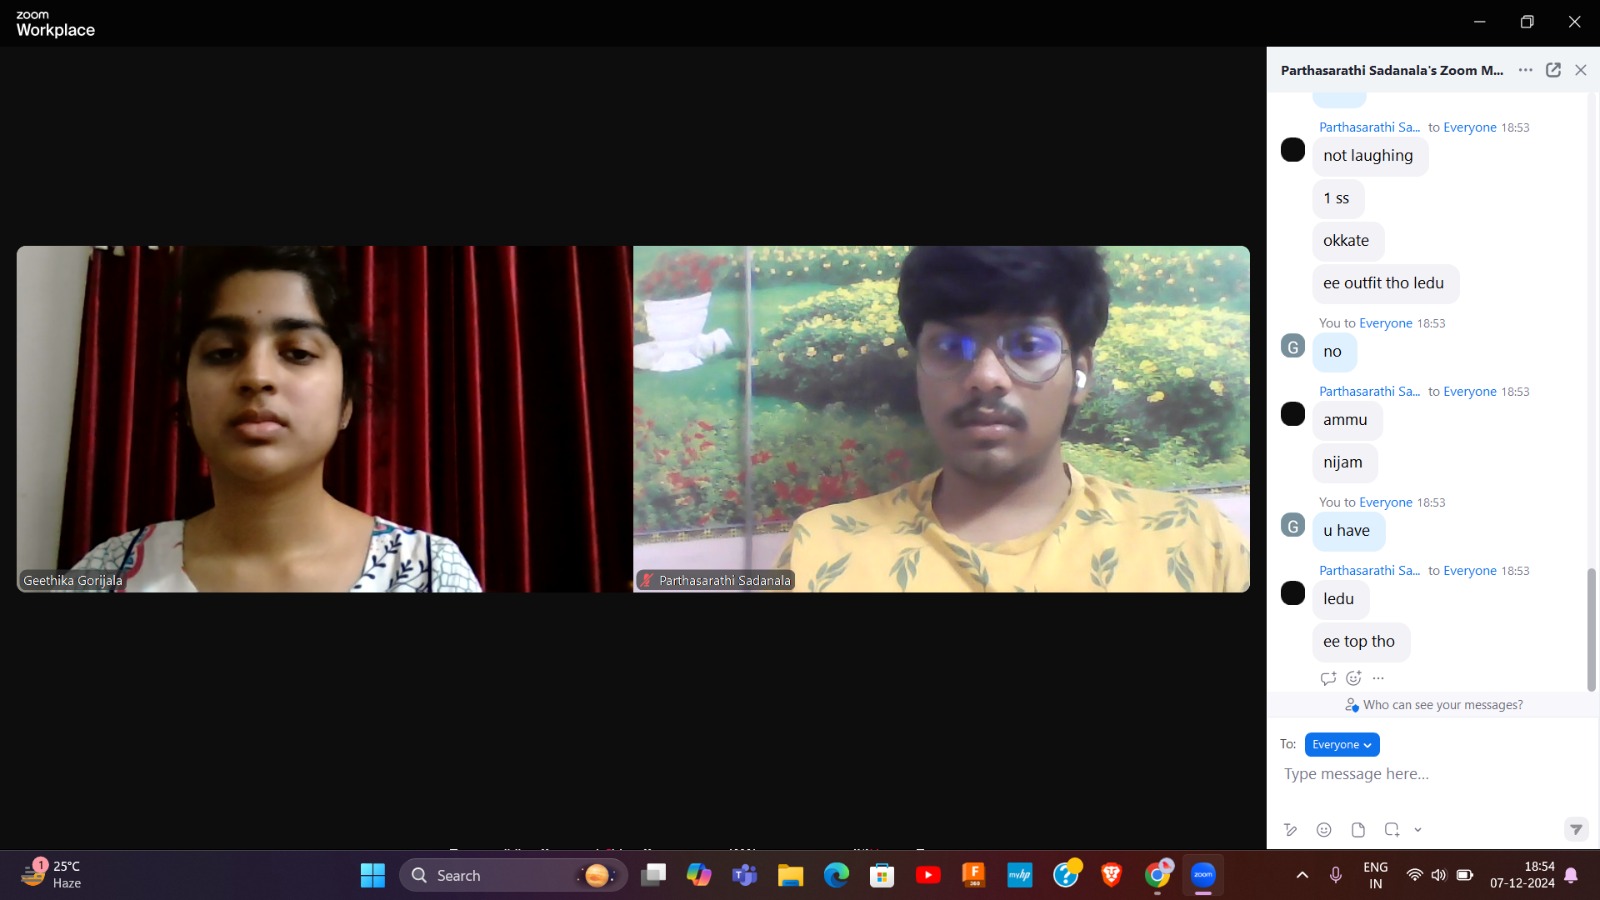 zoom
Workplace
Parthasarathi Sadanala's Zoom M...
Parthasarathi Sa... to Everyone 18:53
not laughing
1 ss
okkate
ee outfit tho ledu
You to Everyone 18:53
G
no
Parthasarathi Sa... to Everyone 18:53
ammu
nijam
You to Everyone 18:53
G
u have
Parthasarathi Sa... to Everyone 18:53
ledu
ee top tho
Who can see your messages?
To: Everyone
Type message here...
Geethika Gorijala
Parthasarathi Sadanala
1
25°C
Haze
Search
F
360
myhp
?
zoom
ENG
IN
18:54
07-12-2024